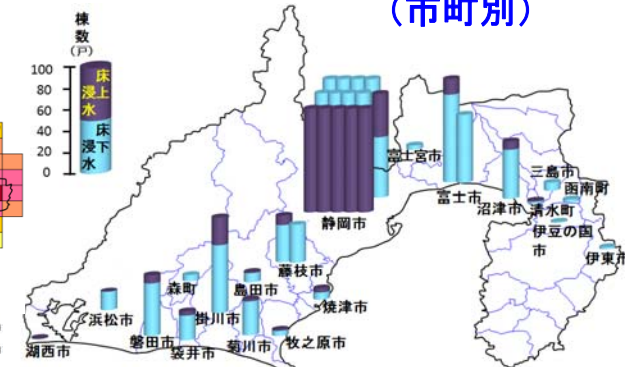 （市町別）
棟数
（戸）
100
80
60
40
20
0
床上浸水
床下浸水
富士宮市
富士市
三島市
函南町
沼津市
清水町
伊豆の国市
伊東市
静岡市
藤枝市
島田市
森町
焼津市
掛川市
浜松市
磐田市
袋井市
菊川市
牧之原市
湖西市